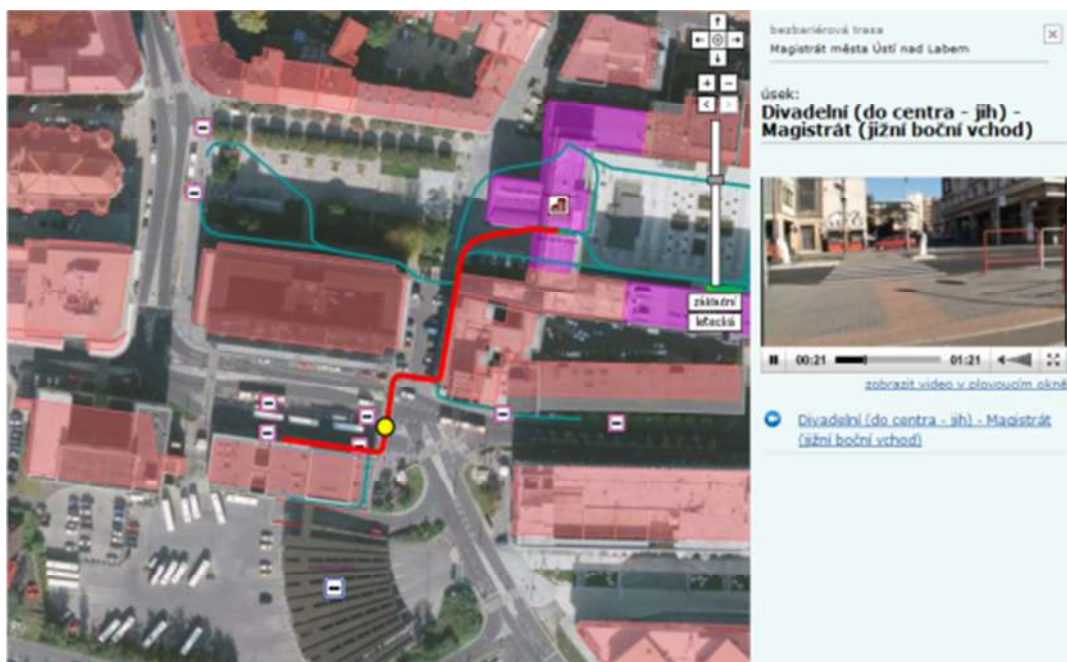 bezbariérová trasa
Magistrát města Ústí nad Labem
úsek:
Divadelní (do centra - jih) -
Magistrát (jižní boční vchod)
základní
letecká
00:21
01:21
zobrazit video v plovoucím okně
Divadelní (do centra - jih) - Magistrát
(jižní boční vchod)